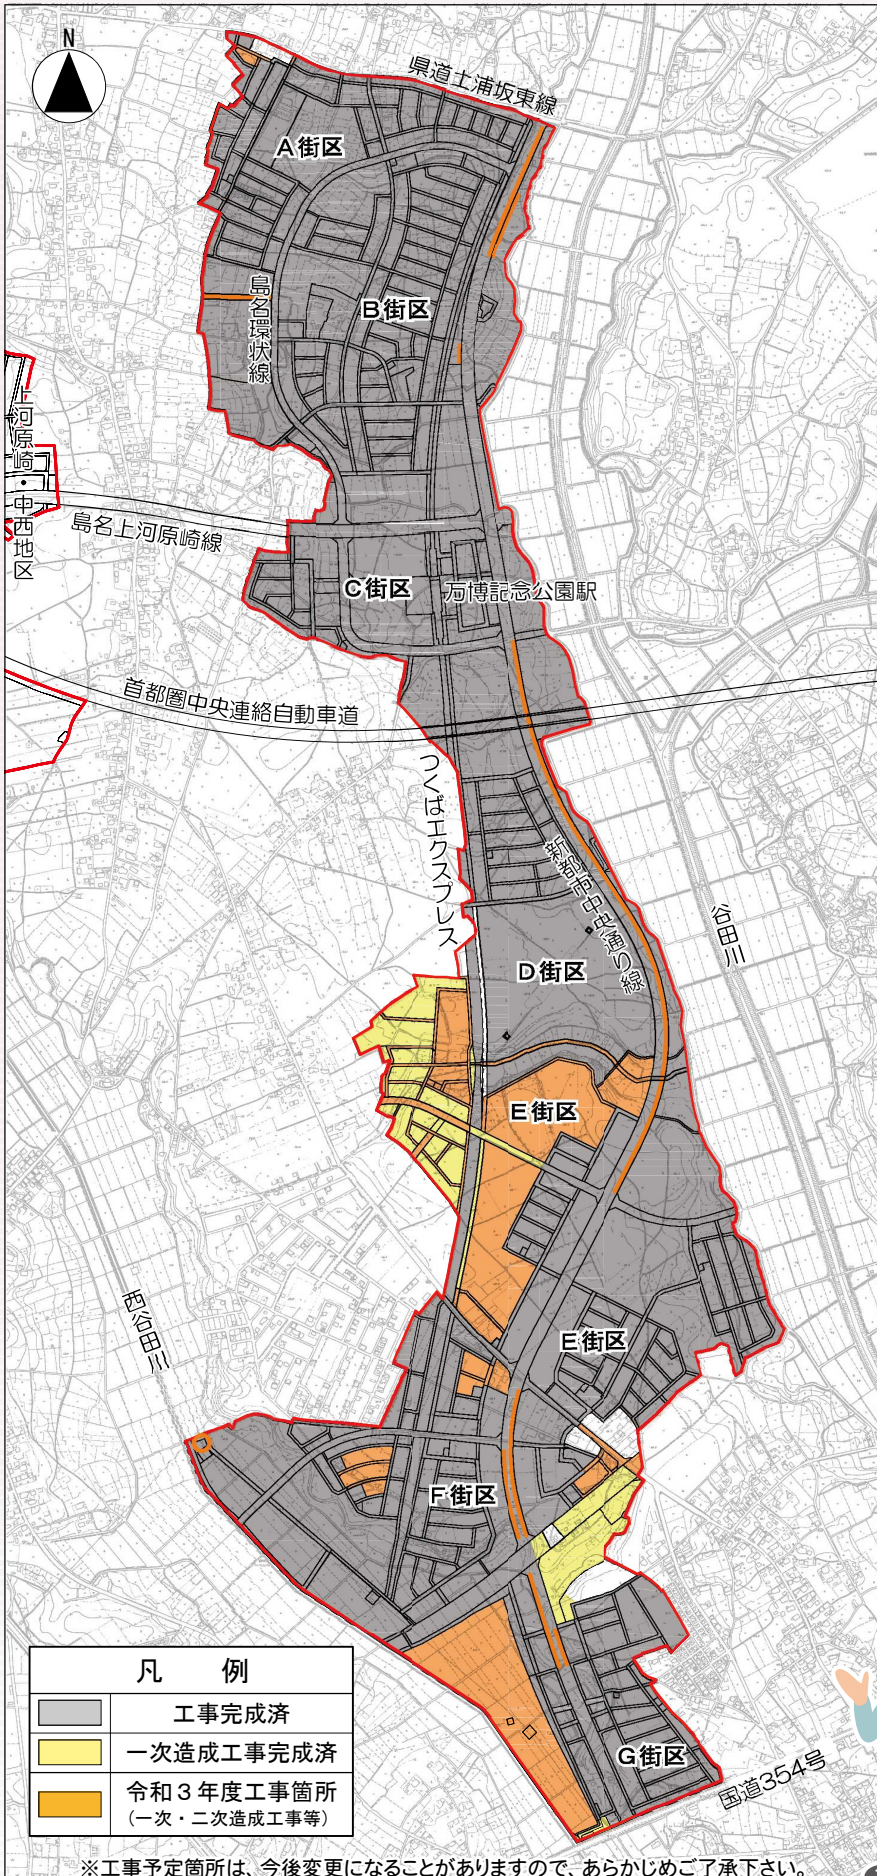 N
県道土浦坂東線
A街区
島名環状線
B街区
上河原崎・中西地区
島名上河原崎線
C街区
万博記念公園駅
首都圏中央連絡自動車道
つくばエクスプレス
新都市中央通り線
谷田川
D街区
E街区
西谷田川
E街区
F街区
G街区
国道354号
凡 例
工事完成済
一次造成工事完成済
令和3年度工事箇所
(一次・二次造成工事等)
※工事予定箇所は、今後変更になることがありますので、あらかじめご了承下さい。